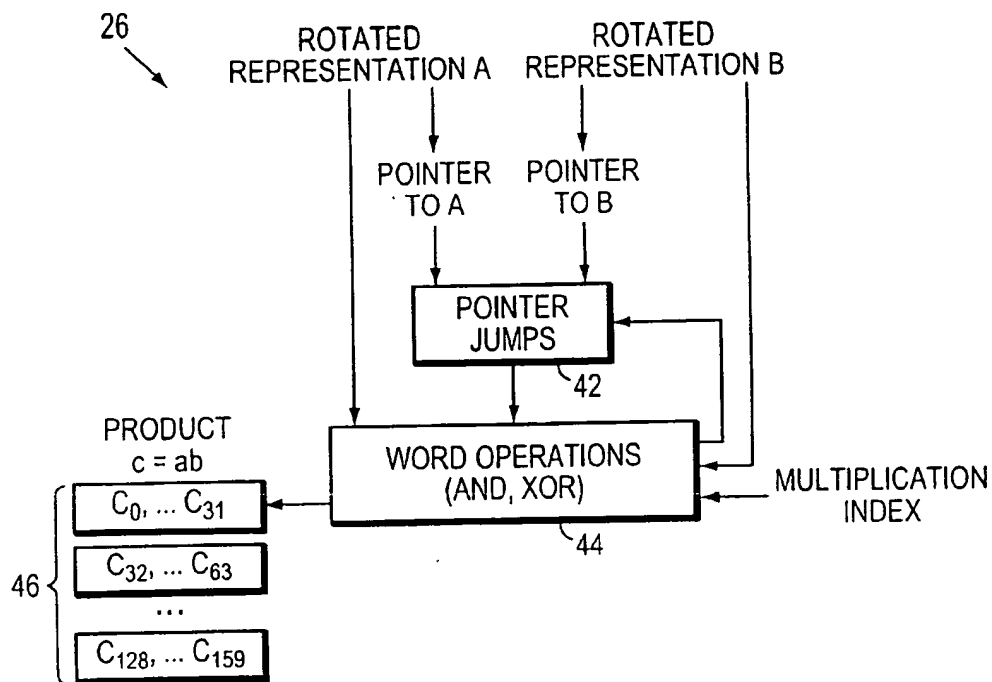 26
ROTATED
REPRESENTATION A
ROTATED
REPRESENTATION B
POINTER
TO A
POINTER
TO B
POINTER
JUMPS
42
PRODUCT
c = ab
WORD OPERATIONS
(AND, XOR)
44
MULTIPLICATION
INDEX
46
C0, ... C31
C32, ... C63
...
C128, ... C159